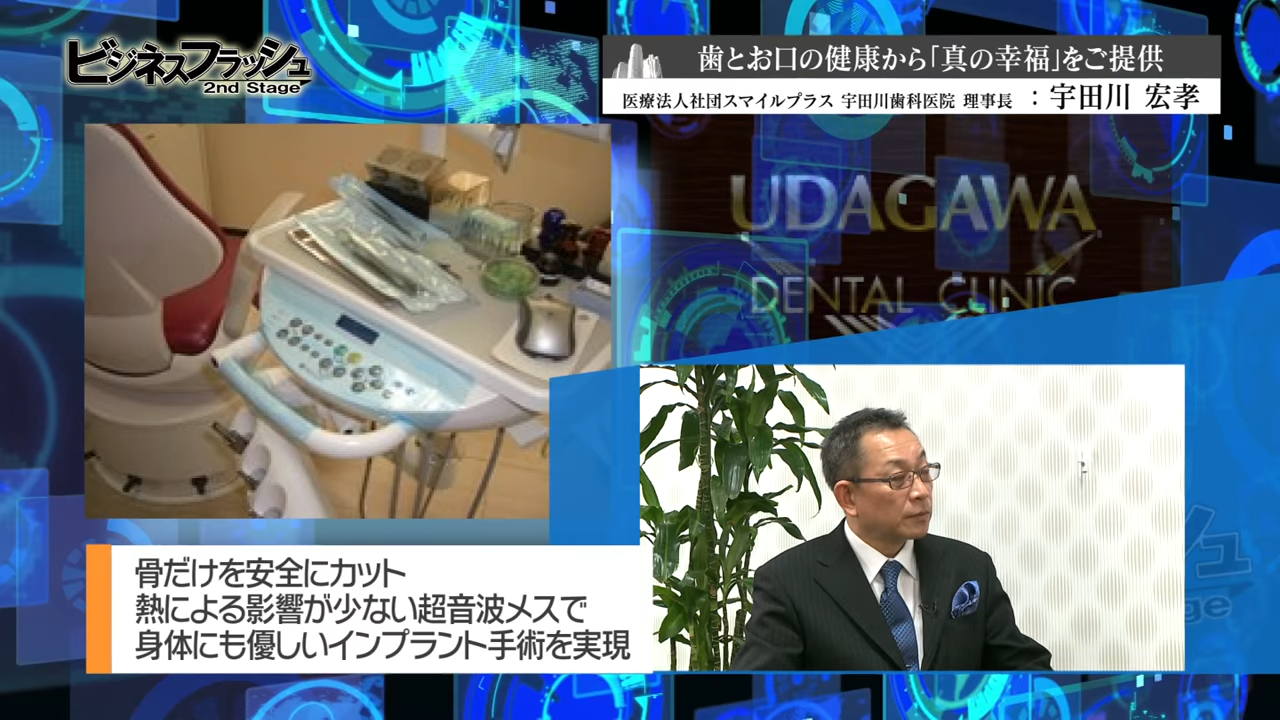 ビジネスフラッシュ
2nd Stage
歯とお口の健康から「真の幸福」をご提供
医療法人社団スマイルプラス 宇田川歯科医院 理事長 ：宇田川 宏孝
UDAGAWA
DENTAL CLINIC
骨だけを安全にカット
熱による影響が少ない超音波メスで
身体にも優しいインプラント手術を実現